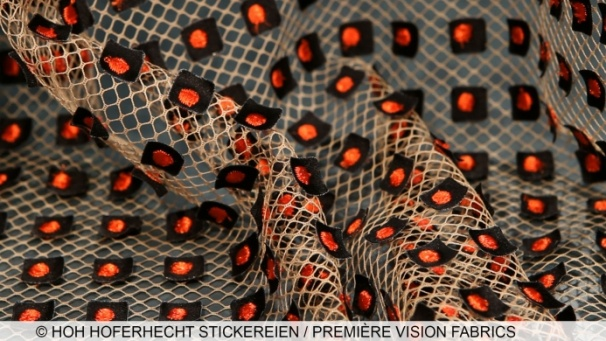 © HOH HOFERHECHT STICKEREIEN / PREMIÈRE VISION FABRICS